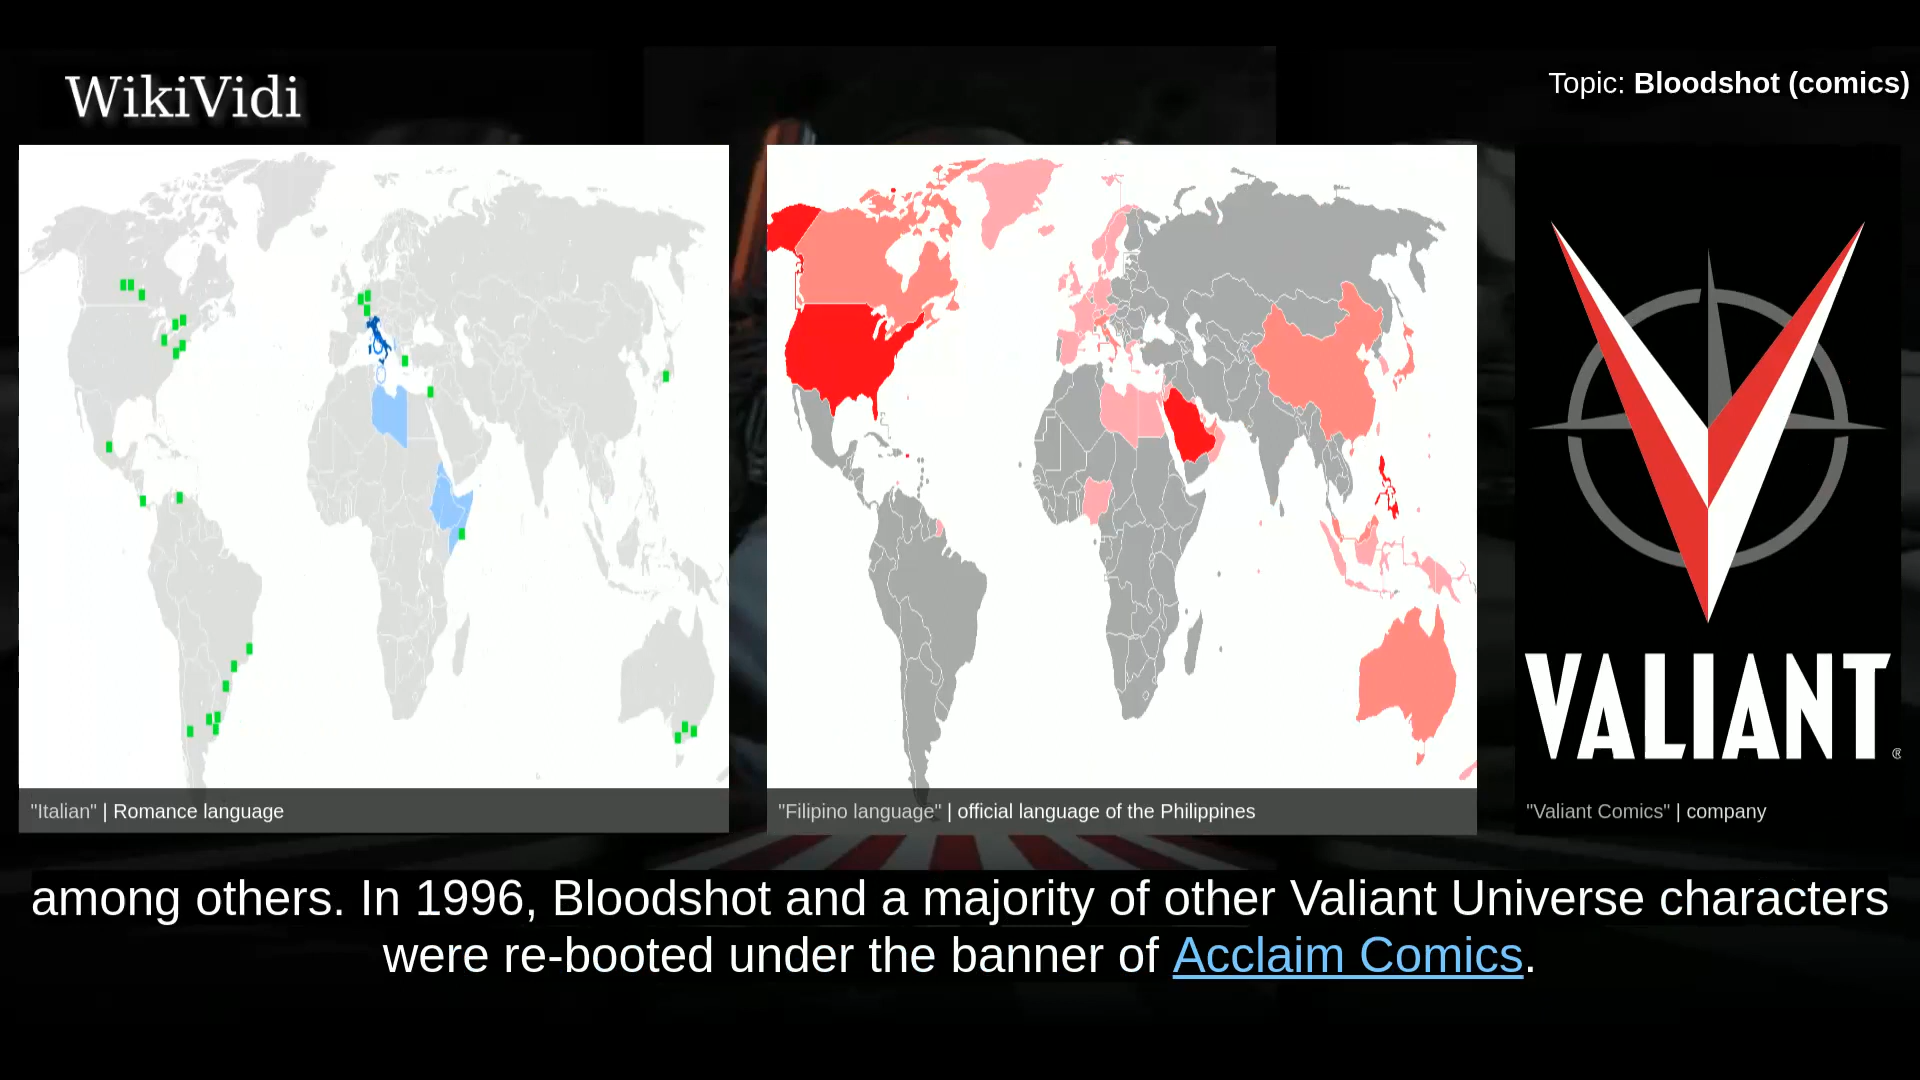 WikiVidi
Topic: Bloodshot (comics)
VALIANT®
"Italian" | Romance language
"Filipino language" | official language of the Philippines
"Valiant Comics" | company
among others. In 1996, Bloodshot and a majority of other Valiant Universe characters
were re-booted under the banner of Acclaim Comics.